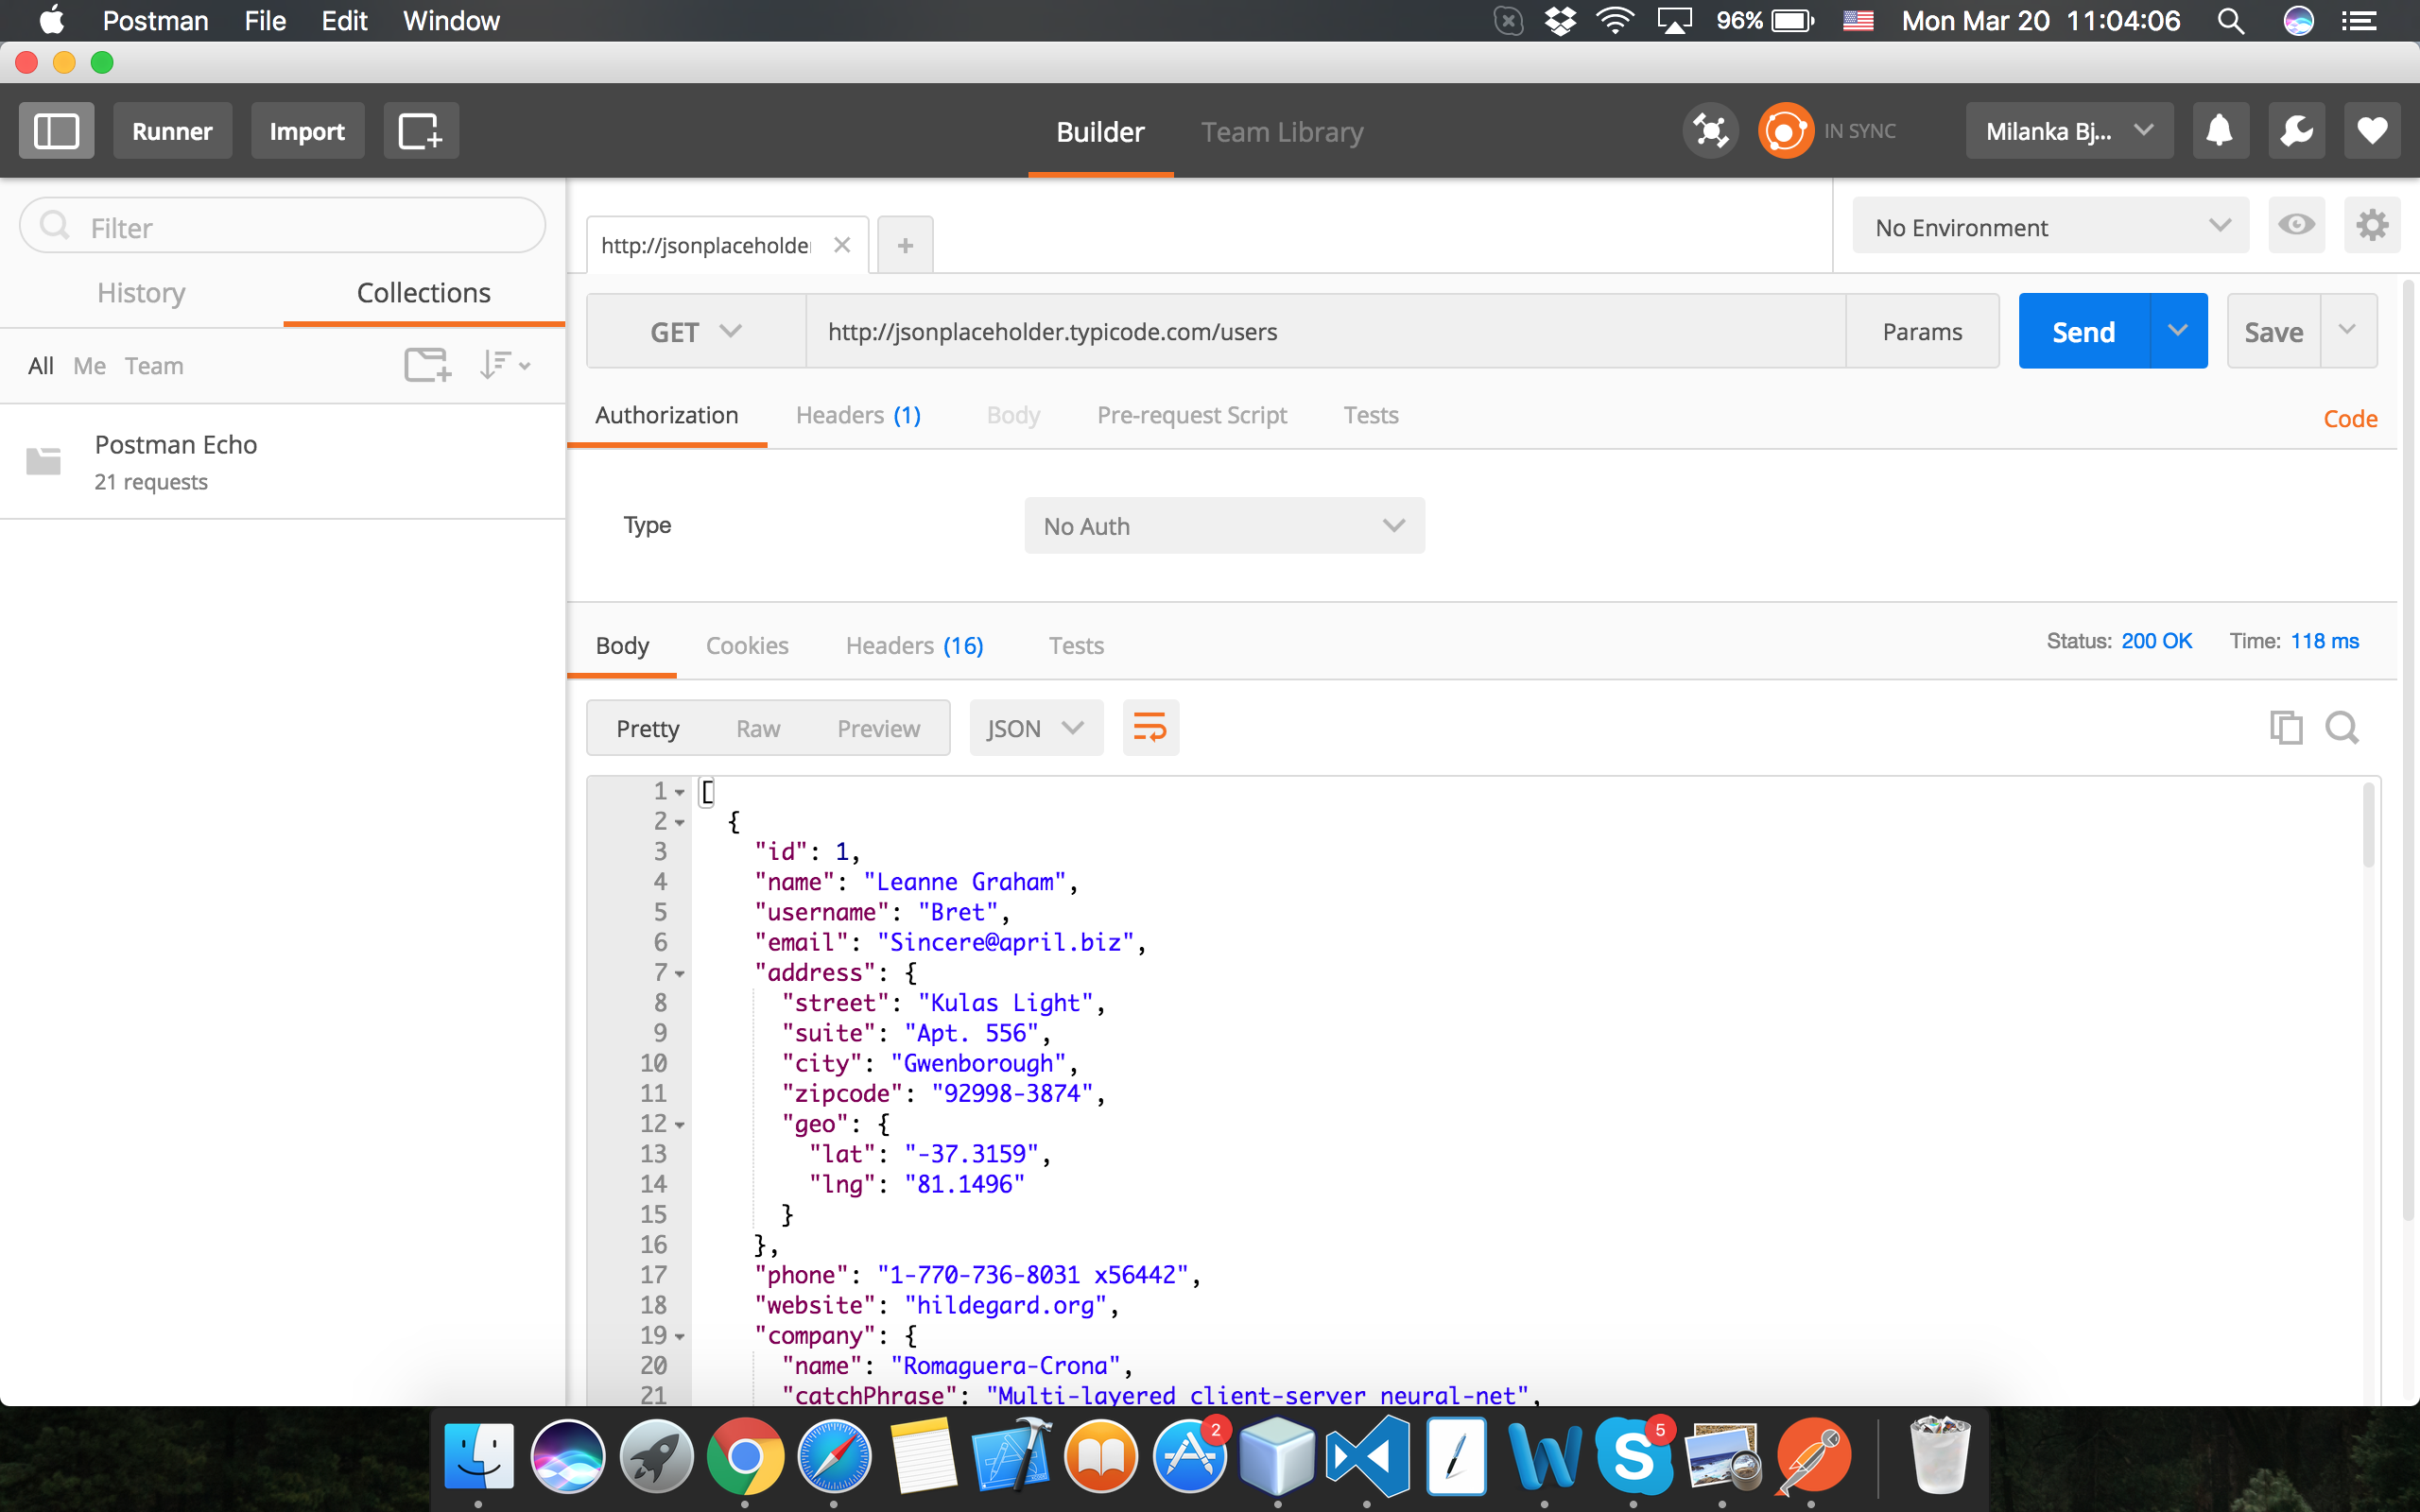 Postman File Edit Window 96% Mon Mar 20 11:04:06
Runner Import Builder Team Library IN SYNC Milanka Bj...
Filter
http://jsonplaceholder
No Environment
History Collections
GET http://jsonplaceholder.typicode.com/users Params Send Save
All Me Team
Authorization Headers (1) Body Pre-request Script Tests Code
Postman Echo
21 requests
Type No Auth
Body Cookies Headers (16) Tests Status: 200 OK Time: 118 ms
Pretty Raw Preview JSON
1 [
2 {
3 "id": 1,
4 "name": "Leanne Graham",
5 "username": "Bret",
6 "email": "Sincere@april.biz",
7 "address": {
8 "street": "Kulas Light",
9 "suite": "Apt. 556",
10 "city": "Gwenborough",
11 "zipcode": "92998-3874",
12 "geo": {
13 "lat": "-37.3159",
14 "lng": "81.1496"
15 }
16 },
17 "phone": "1-770-736-8031 x56442",
18 "website": "hildegard.org",
19 "company": {
20 "name": "Romaguera-Crona",
21 "catchPhrase": "Multi-layered client-server neural-net",
2 5